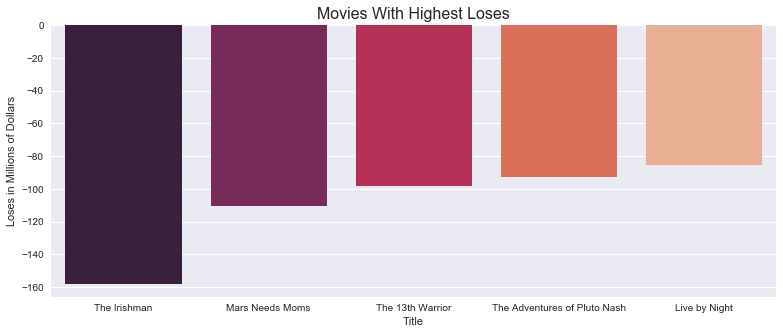 Movies With Highest Loses
0
−20
−40
−60
−80
−100
−120
−140
−160
Loses in Millions of Dollars
The Irishman
Mars Needs Moms
The 13th Warrior
The Adventures of Pluto Nash
Live by Night
Title